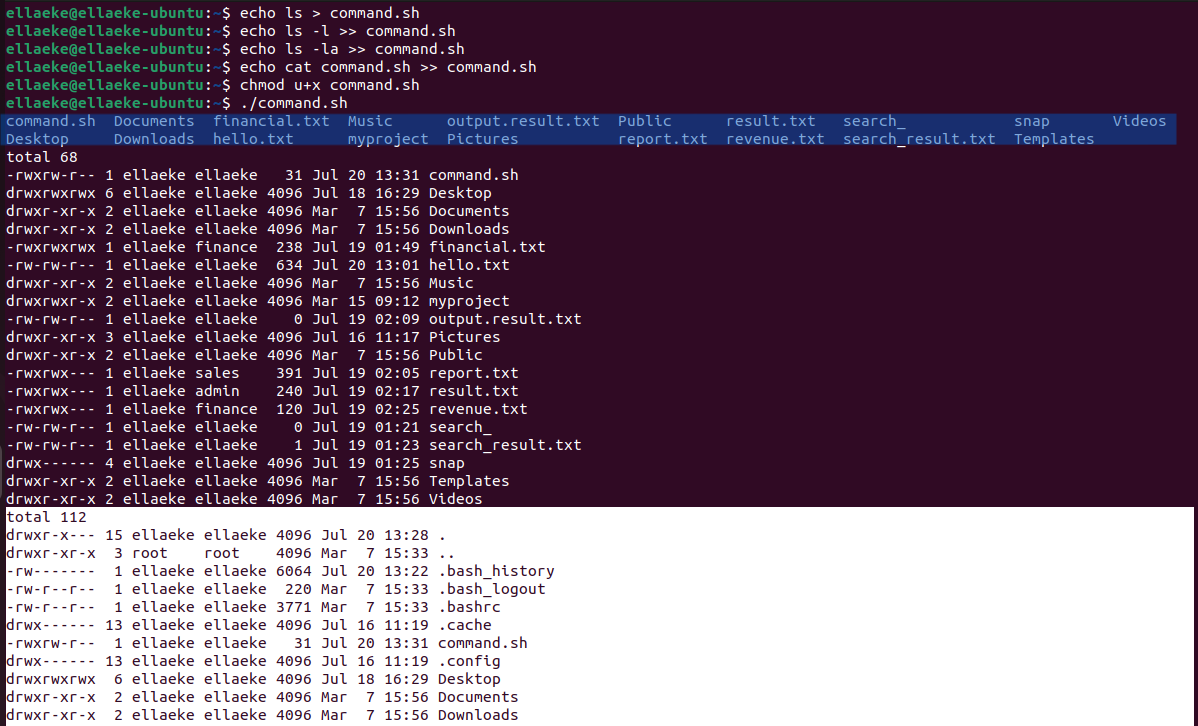 ellaeke@ellaeke-ubuntu:~$ echo ls > command.sh
ellaeke@ellaeke-ubuntu:~$ echo ls -l >> command.sh
ellaeke@ellaeke-ubuntu:~$ echo ls -la >> command.sh
ellaeke@ellaeke-ubuntu:~$ echo cat command.sh >> command.sh
ellaeke@ellaeke-ubuntu:~$ chmod u+x command.sh
ellaeke@ellaeke-ubuntu:~$ ./command.sh
command.sh  Documents  financial.txt  Music      output.result.txt  Public      result.txt   search_            snap       Videos
Desktop     Downloads  hello.txt      myproject  Pictures           report.txt  revenue.txt  search_result.txt  Templates
total 68
-rwxrw-r-- 1 ellaeke ellaeke   31 Jul 20 13:31 command.sh
drwxrwxrwx 6 ellaeke ellaeke 4096 Jul 18 16:29 Desktop
drwxr-xr-x 2 ellaeke ellaeke 4096 Mar  7 15:56 Documents
drwxr-xr-x 2 ellaeke ellaeke 4096 Mar  7 15:56 Downloads
-rwxrwxrwx 1 ellaeke finance  238 Jul 19 01:49 financial.txt
-rw-rw-r-- 1 ellaeke ellaeke  634 Jul 20 13:01 hello.txt
drwxr-xr-x 2 ellaeke ellaeke 4096 Mar  7 15:56 Music
drwxrwxr-x 2 ellaeke ellaeke 4096 Mar 15 09:12 myproject
-rw-rw-r-- 1 ellaeke ellaeke    0 Jul 19 02:09 output.result.txt
drwxr-xr-x 3 ellaeke ellaeke 4096 Jul 16 11:17 Pictures
drwxr-xr-x 2 ellaeke ellaeke 4096 Mar  7 15:56 Public
-rwxrwx--- 1 ellaeke sales    391 Jul 19 02:05 report.txt
-rwxrwx--- 1 ellaeke admin    240 Jul 19 02:17 result.txt
-rwxrwx--- 1 ellaeke finance  120 Jul 19 02:25 revenue.txt
-rw-rw-r-- 1 ellaeke ellaeke    0 Jul 19 01:21 search_
-rw-rw-r-- 1 ellaeke ellaeke    1 Jul 19 01:23 search_result.txt
drwx------ 4 ellaeke ellaeke 4096 Jul 19 01:25 snap
drwxr-xr-x 2 ellaeke ellaeke 4096 Mar  7 15:56 Templates
drwxr-xr-x 2 ellaeke ellaeke 4096 Mar  7 15:56 Videos
total 112
drwxr-x--- 15 ellaeke ellaeke 4096 Jul 20 13:28 .
drwxr-xr-x  3 root    root    4096 Mar  7 15:33 ..
-rw-------  1 ellaeke ellaeke 6064 Jul 20 13:22 .bash_history
-rw-r--r--  1 ellaeke ellaeke  220 Mar  7 15:33 .bash_logout
-rw-r--r--  1 ellaeke ellaeke 3771 Mar  7 15:33 .bashrc
drwx------ 13 ellaeke ellaeke 4096 Jul 16 11:19 .cache
-rwxrw-r--  1 ellaeke ellaeke   31 Jul 20 13:31 command.sh
drwx------ 13 ellaeke ellaeke 4096 Jul 16 11:19 .config
drwxrwxrwx  6 ellaeke ellaeke 4096 Jul 18 16:29 Desktop
drwxr-xr-x  2 ellaeke ellaeke 4096 Mar  7 15:56 Documents
drwxr-xr-x  2 ellaeke ellaeke 4096 Mar  7 15:56 Downloads